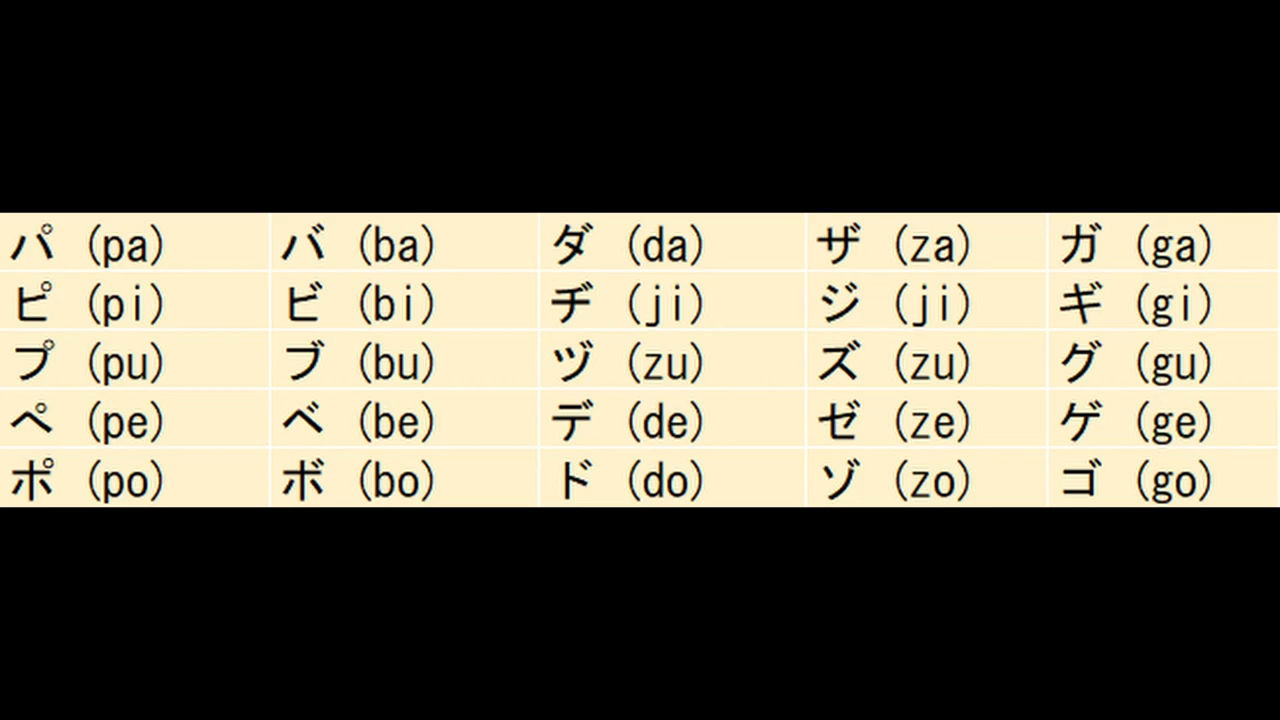 パ (pa) バ (ba) ダ (da) ザ (za) ガ (ga)
ピ (pi) ビ (bi) ヂ (ji) ジ (ji) ギ (gi)
プ (pu) ブ (bu) ヅ (zu) ズ (zu) グ (gu)
ペ (pe) ベ (be) デ (de) ゼ (ze) ゲ (ge)
ポ (po) ボ (bo) ド (do) ゾ (zo) ゴ (go)